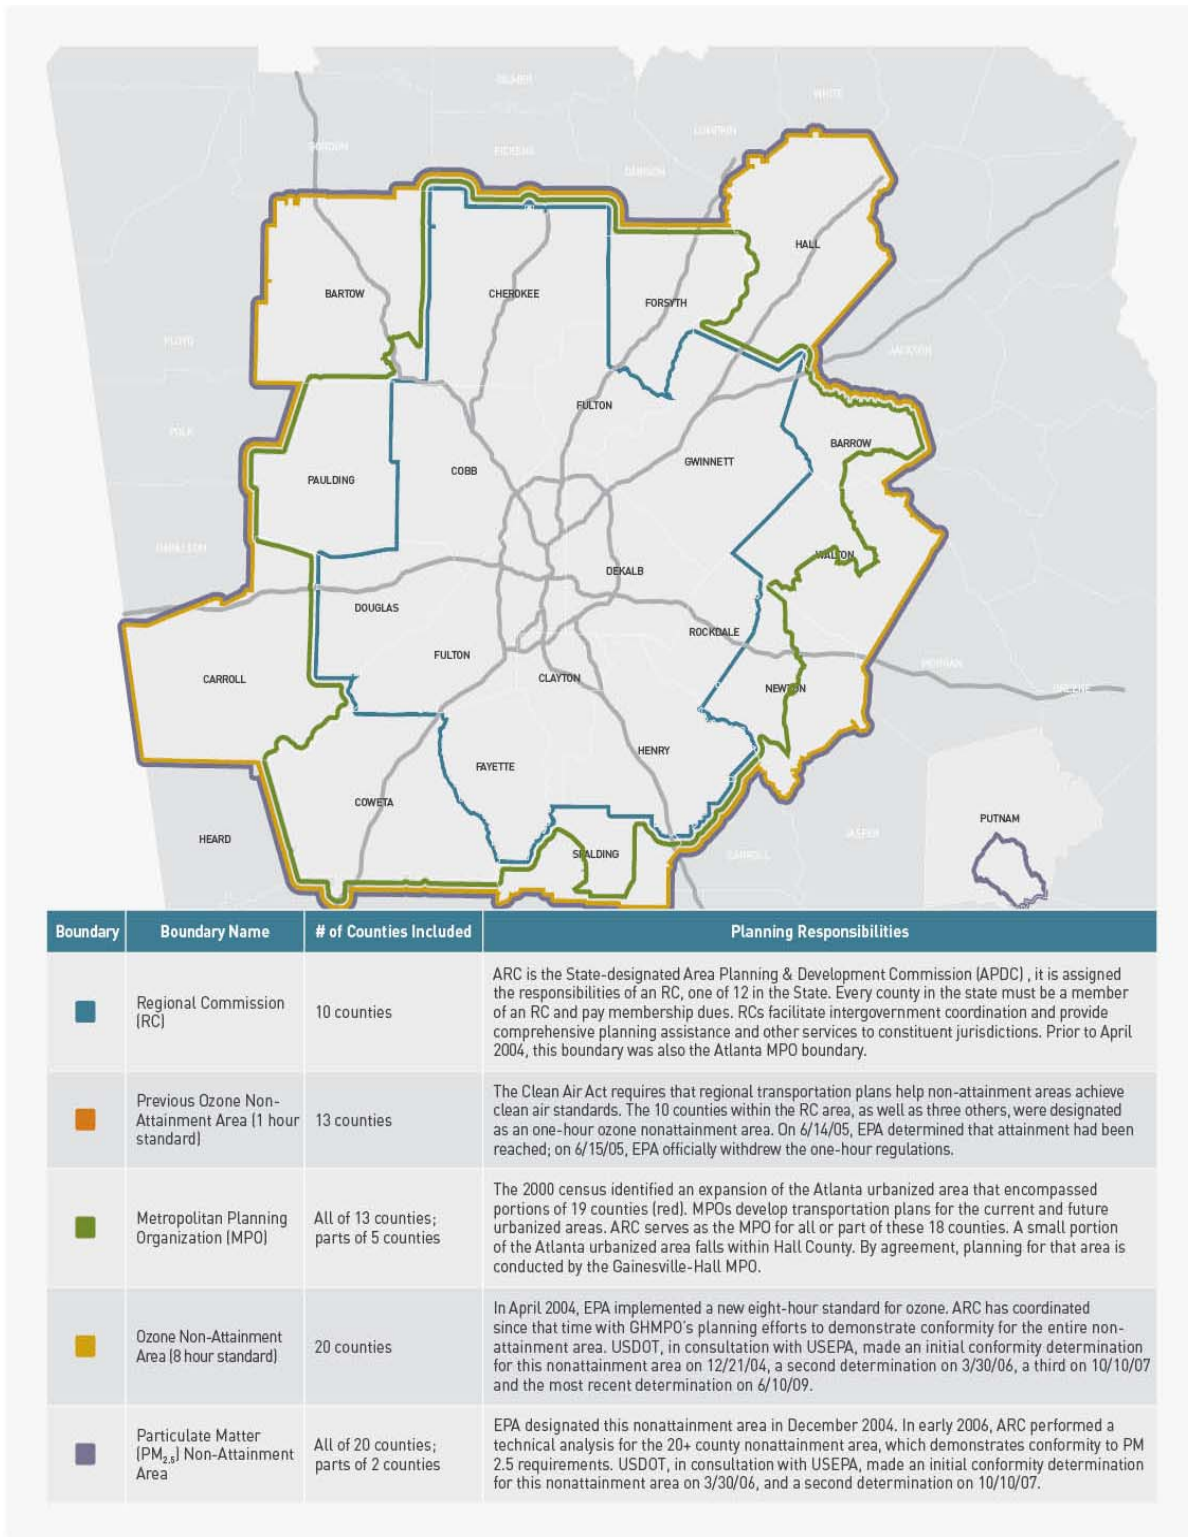 GILMER
WHITE
LUMPKIN
GORDON
PICKENS
DAWSON
HALL
BARTOW
CHEROKEE
FORSYTH
FLOYD
JACKSON
FULTON
POLK
BARROW
COBB
GWINNETT
PAULDING
HARALSON
WALTON
DEKALB
DOUGLAS
ROCKDALE
FULTON
MORGAN
CARROLL
CLAYTON
NEWTON
GREENE
HENRY
FAYETTE
COWETA
PUTNAM
HEARD
JASPER
SPALDING
CARROLL
Boundary Boundary Name # of Counties Included Planning Responsibilities
Regional Commission
(RC)
10 counties
ARC is the State-designated Area Planning & Development Commission (APDC) , it is assigned
the responsibilities of an RC, one of 12 in the State. Every county in the state must be a member
of an RC and pay membership dues. RCs facilitate intergovernment coordination and provide
comprehensive planning assistance and other services to constituent jurisdictions. Prior to April
2004, this boundary was also the Atlanta MPO boundary.
Previous Ozone Non-
Attainment Area (1 hour
standard)
13 counties
The Clean Air Act requires that regional transportation plans help non-attainment areas achieve
clean air standards. The 10 counties within the RC area, as well as three others, were designated
as an one-hour ozone nonattainment area. On 6/14/05, EPA determined that attainment had been
reached; on 6/15/05, EPA officially withdrew the one-hour regulations.
Metropolitan Planning
Organization (MPO)
All of 13 counties;
parts of 5 counties
The 2000 census identified an expansion of the Atlanta urbanized area that encompassed
portions of 19 counties (red). MPOs develop transportation plans for the current and future
urbanized areas. ARC serves as the MPO for all or part of these 18 counties. A small portion
of the Atlanta urbanized area falls within Hall County. By agreement, planning for that area is
conducted by the Gainesville-Hall MPO.
Ozone Non-Attainment
Area (8 hour standard)
20 counties
In April 2004, EPA implemented a new eight-hour standard for ozone. ARC has coordinated
since that time with GHMPO's planning efforts to demonstrate conformity for the entire non-
attainment area. USDOT, in consultation with USEPA, made an initial conformity determination
for this nonattainment area on 12/21/04, a second determination on 3/30/06, a third on 10/10/07
and the most recent determination on 6/10/09.
Particulate Matter
(PM2.5) Non-Attainment
Area
All of 20 counties;
parts of 2 counties
EPA designated this nonattainment area in December 2004. In early 2006, ARC performed a
technical analysis for the 20+ county nonattainment area, which demonstrates conformity to PM
2.5 requirements. USDOT, in consultation with USEPA, made an initial conformity determination
for this nonattainment area on 3/30/06, and a second determination on 10/10/07.